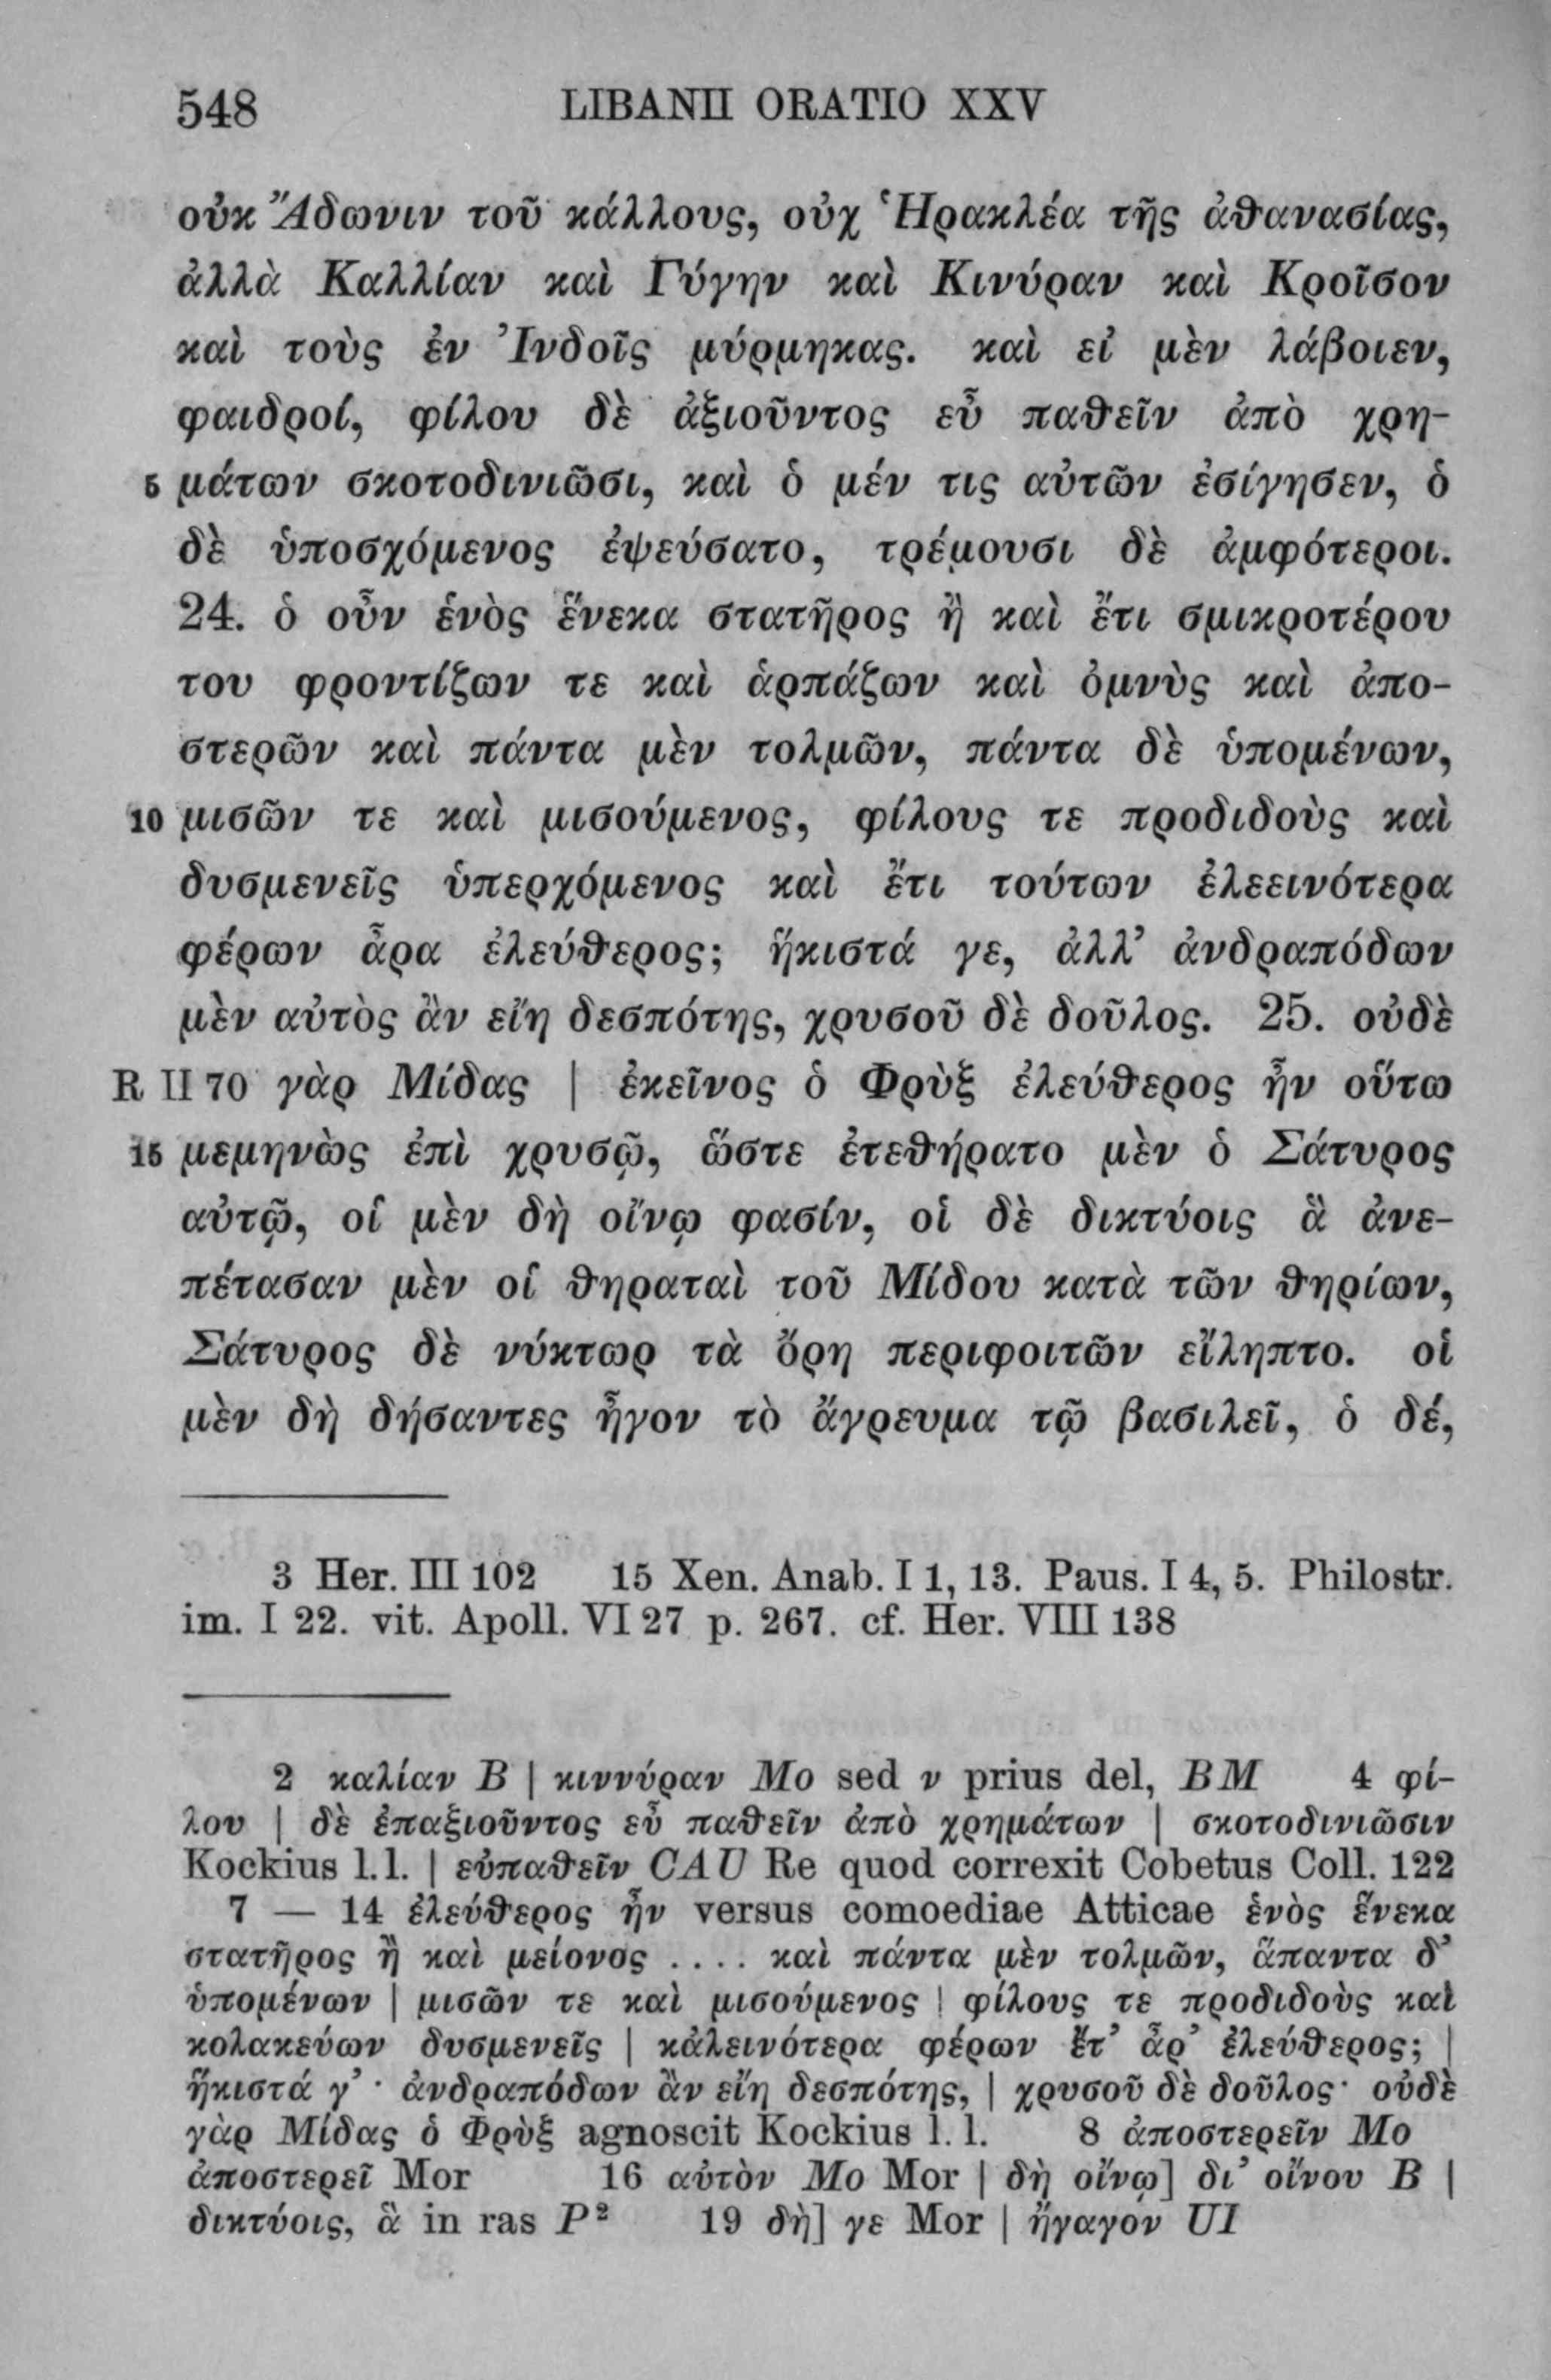 548 LIBANII ORATIO XXV
οὐκ Ἄδωνιν τοῦ κάλλους, οὐχ Ἡρακλέα τῆς ἀθανασίας,
ἀλλὰ Καλλίαν καὶ Γύγην καὶ Κινύραν καὶ Κροῖσον
καὶ τοὺς ἐν Ἰνδοῖς μύρμηκας. καὶ εἰ μὲν λάβοιεν,
φαιδροί, φίλου δὲ ἀξιοῦντος εὖ παθεῖν ἀπὸ χρη-
5 μάτων σκοτοδινιῶσι, καὶ ὁ μέν τις αὐτῶν ἐσίγησεν, ὁ
δὲ ὑποσχόμενος ἐψεύσατο, τρέμουσι δὲ ἀμφότεροι.
24. ὁ οὖν ἑνὸς ἕνεκα στατῆρος ἢ καὶ ἔτι σμικροτέρου
του φροντίζων τε καὶ ἁρπάζων καὶ ὀμνὺς καὶ ἀπο-
στερῶν καὶ πάντα μὲν τολμῶν, πάντα δὲ ὑπομένων,
10 μισῶν τε καὶ μισούμενος, φίλους τε προδιδοὺς καὶ
δυσμενεῖς ὑπερχόμενος καὶ ἔτι τούτων ἐλεεινότερα
φέρων ἆρα ἐλεύθερος; ἥκιστά γε, ἀλλ’ ἀνδραπόδων
μὲν αὐτὸς ἂν εἴη δεσπότης, χρυσοῦ δὲ δοῦλος. 25. οὐδὲ
R II 70 γὰρ Μίδας | ἐκεῖνος ὁ Φρὺξ ἐλεύθερος ἦν οὕτω
15 μεμηνὼς ἐπὶ χρυσῷ, ὥστε ἐτεθήρατο μὲν ὁ Σάτυρος
αὐτῷ, οἱ μὲν δὴ οἴνῳ φασίν, οἱ δὲ δικτύοις ἃ ἀνε-
πέτασαν μὲν οἱ θηραταὶ τοῦ Μίδου κατὰ τῶν θηρίων,
Σάτυρος δὲ νύκτωρ τὰ ὄρη περιφοιτῶν εἴληπτο. οἱ
μὲν δὴ δήσαντες ἦγον τὸ ἄγρευμα τῷ βασιλεῖ, ὁ δέ,
3 Her. III 102 15 Xen. Anab. I 1, 13. Paus. I 4, 5. Philostr.
im. I 22. vit. Apoll. VI 27 p. 267. cf. Her. VIII 138
2 καλίαν B | κιννύραν Mo sed ν prius del, BM 4 φί-
λου | δὲ ἐπαξιοῦντος εὖ παθεῖν ἀπὸ χρημάτων | σκοτοδινιῶσιν
Kockius l. l. | εὐπαθεῖν CAU Re quod correxit Cobetus Coll. 122
7 — 14 ἐλεύθερος ἦν versus comoediae Atticae ἑνὸς ἕνεκα
στατῆρος ἢ καὶ μείονος .... καὶ πάντα μὲν τολμῶν, ἅπαντα δ’
ὑπομένων | μισῶν τε καὶ μισούμενος | φίλους τε προδιδοὺς καὶ
κολακεύων δυσμενεῖς | κἀλεινότερα φέρων ἔτ’ ἆρ’ ἐλεύθερος; |
ἥκιστά γ’ · ἀνδραπόδων ἂν εἴη δεσπότης, | χρυσοῦ δὲ δοῦλος· οὐδὲ
γὰρ Μίδας ὁ Φρὺξ agnoscit Kockius l. l. 8 ἀποστερεῖν Mo
ἀποστερεῖ Mor 16 αὐτὸν Mo Mor | δὴ οἴνῳ] δι’ οἴνου B |
δικτύοις, ἃ in ras P² 19 δὴ] γε Mor | ἤγαγον UI